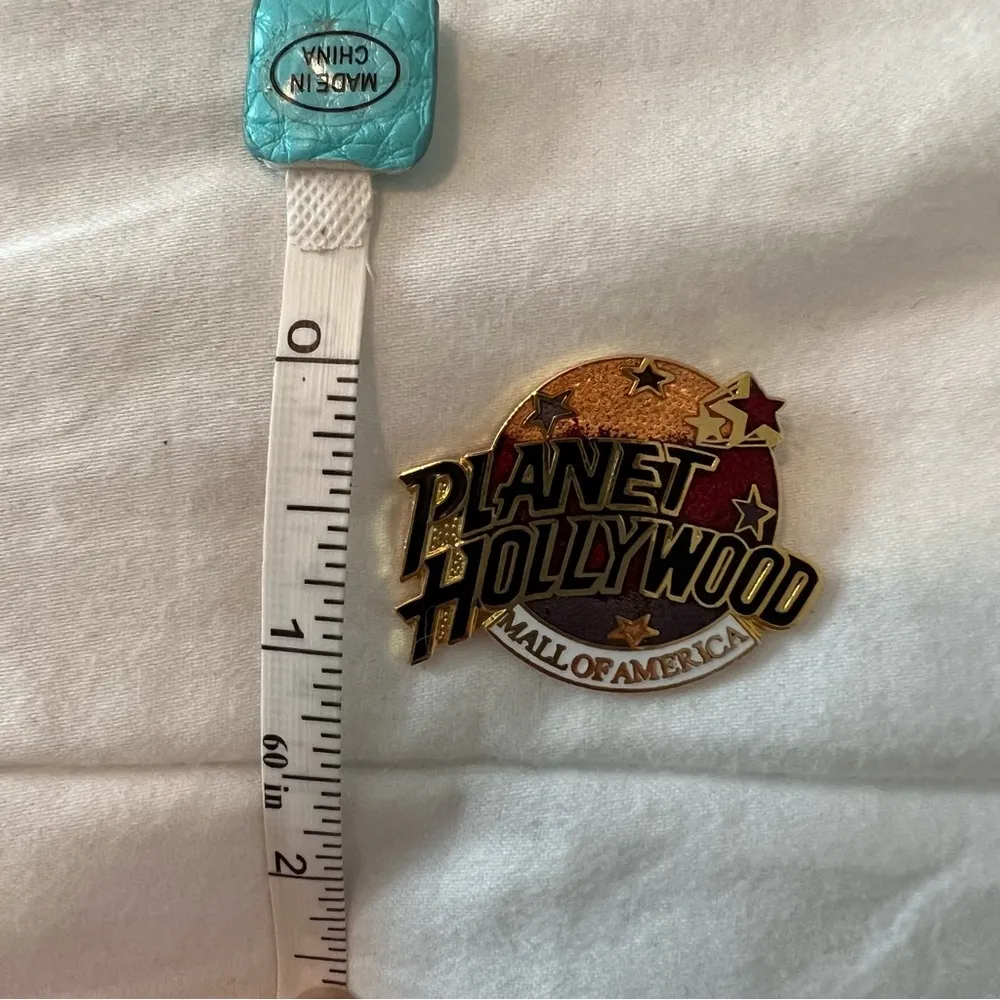 MADE IN
CHINA
0
1
60 in
2
PLANET
HOLLYWOOD
MALL OF AMERICA